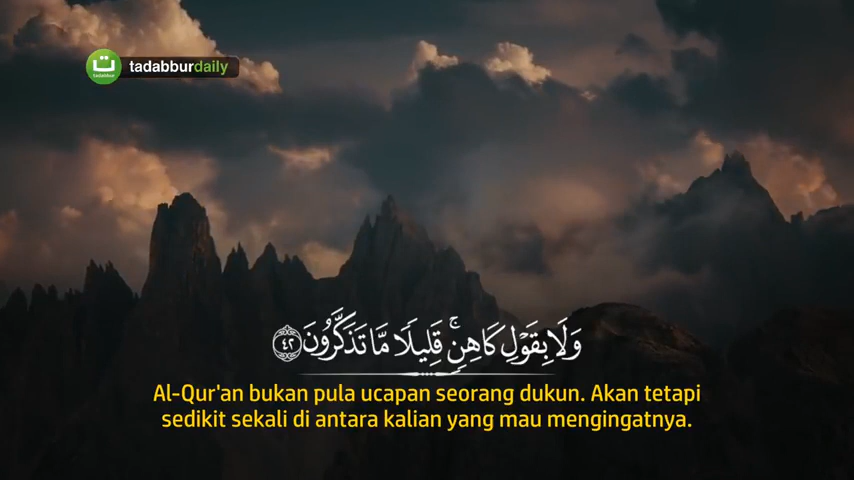 ت
tadabbur
tadabburdaily
وَلَا بِقَوْلِ كَاهِنٍ ۚ قَلِيلًا مَّا تَذَكَّرُونَ ٤٢
Al-Qur'an bukan pula ucapan seorang dukun. Akan tetapi
sedikit sekali di antara kalian yang mau mengingatnya.